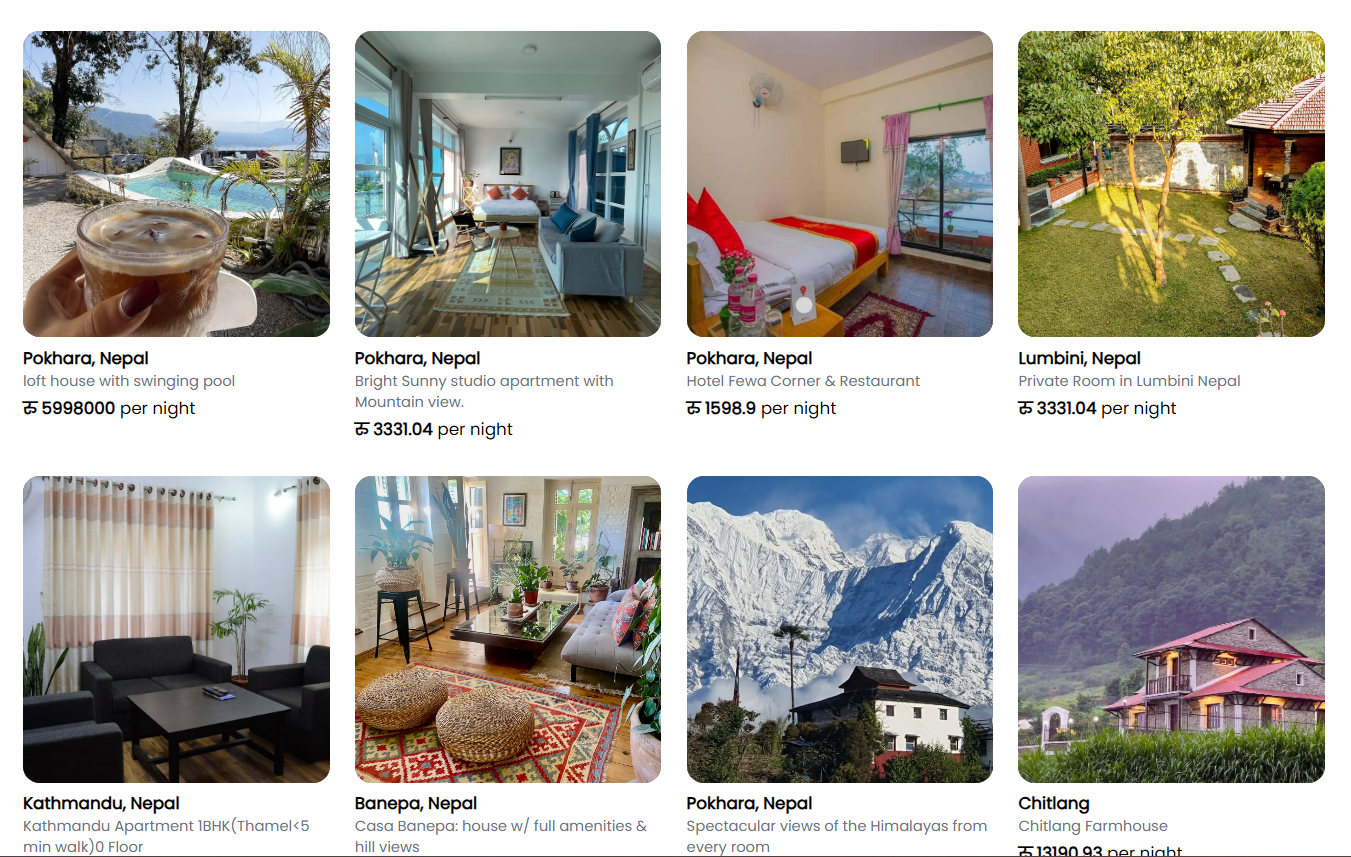 Pokhara, Nepal
loft house with swinging pool
रू 5998000 per night
Pokhara, Nepal
Bright Sunny studio apartment with
Mountain view.
रू 3331.04 per night
Pokhara, Nepal
Hotel Fewa Corner & Restaurant
रू 1598.9 per night
Lumbini, Nepal
Private Room in Lumbini Nepal
रू 3331.04 per night
Kathmandu, Nepal
Kathmandu Apartment 1BHK(Thamel<5
min walk)0 Floor
Banepa, Nepal
Casa Banepa: house w/ full amenities &
hill views
Pokhara, Nepal
Spectacular views of the Himalayas from
every room
Chitlang
Chitlang Farmhouse
रू 13190.93 per night